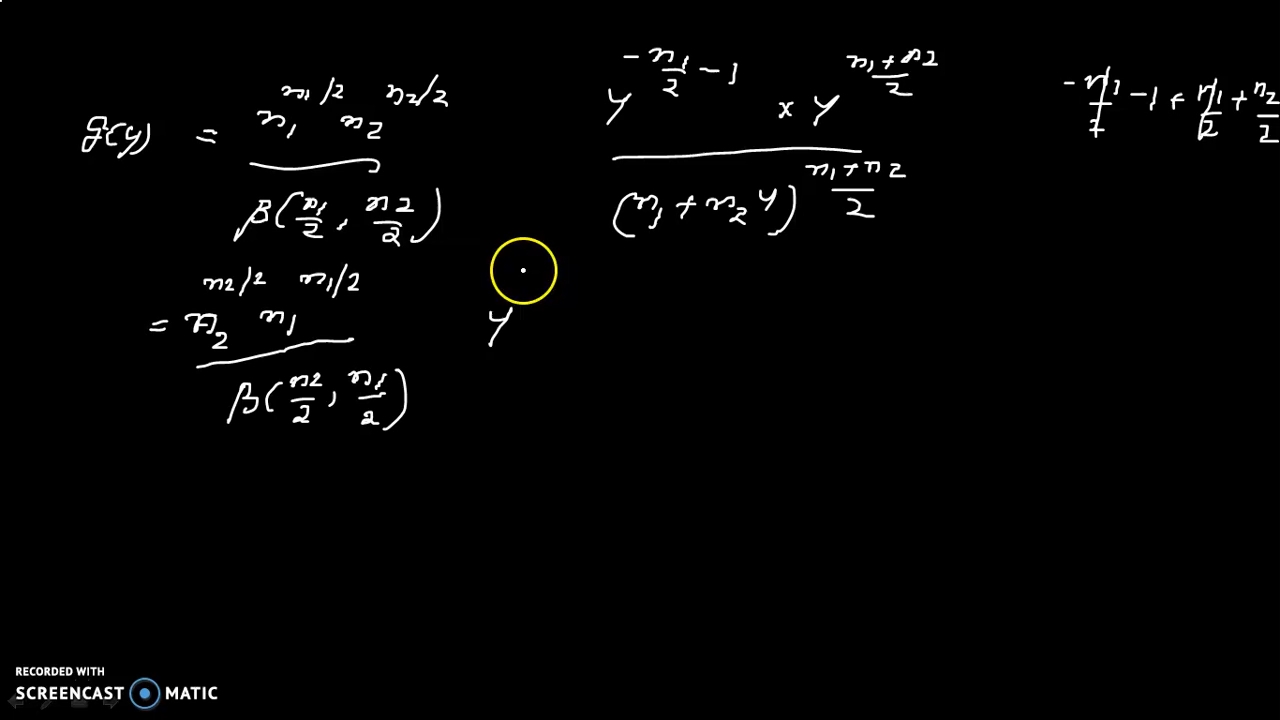 g(y) = n₁^(n₁/2) n₂^(n₂/2) / β(n₁/2, n₂/2) y^(-n₁/2 - 1) × y^((n₁+n₂)/2) / (n₁ + n₂ y)^((n₁+n₂)/2) -n₁/2 - 1 + n₁/2 + n₂/2
= n₂^(n₂/2) n₁^(n₁/2) / β(n₂/2, n₁/2) y
RECORDED WITH
SCREENCAST MATIC